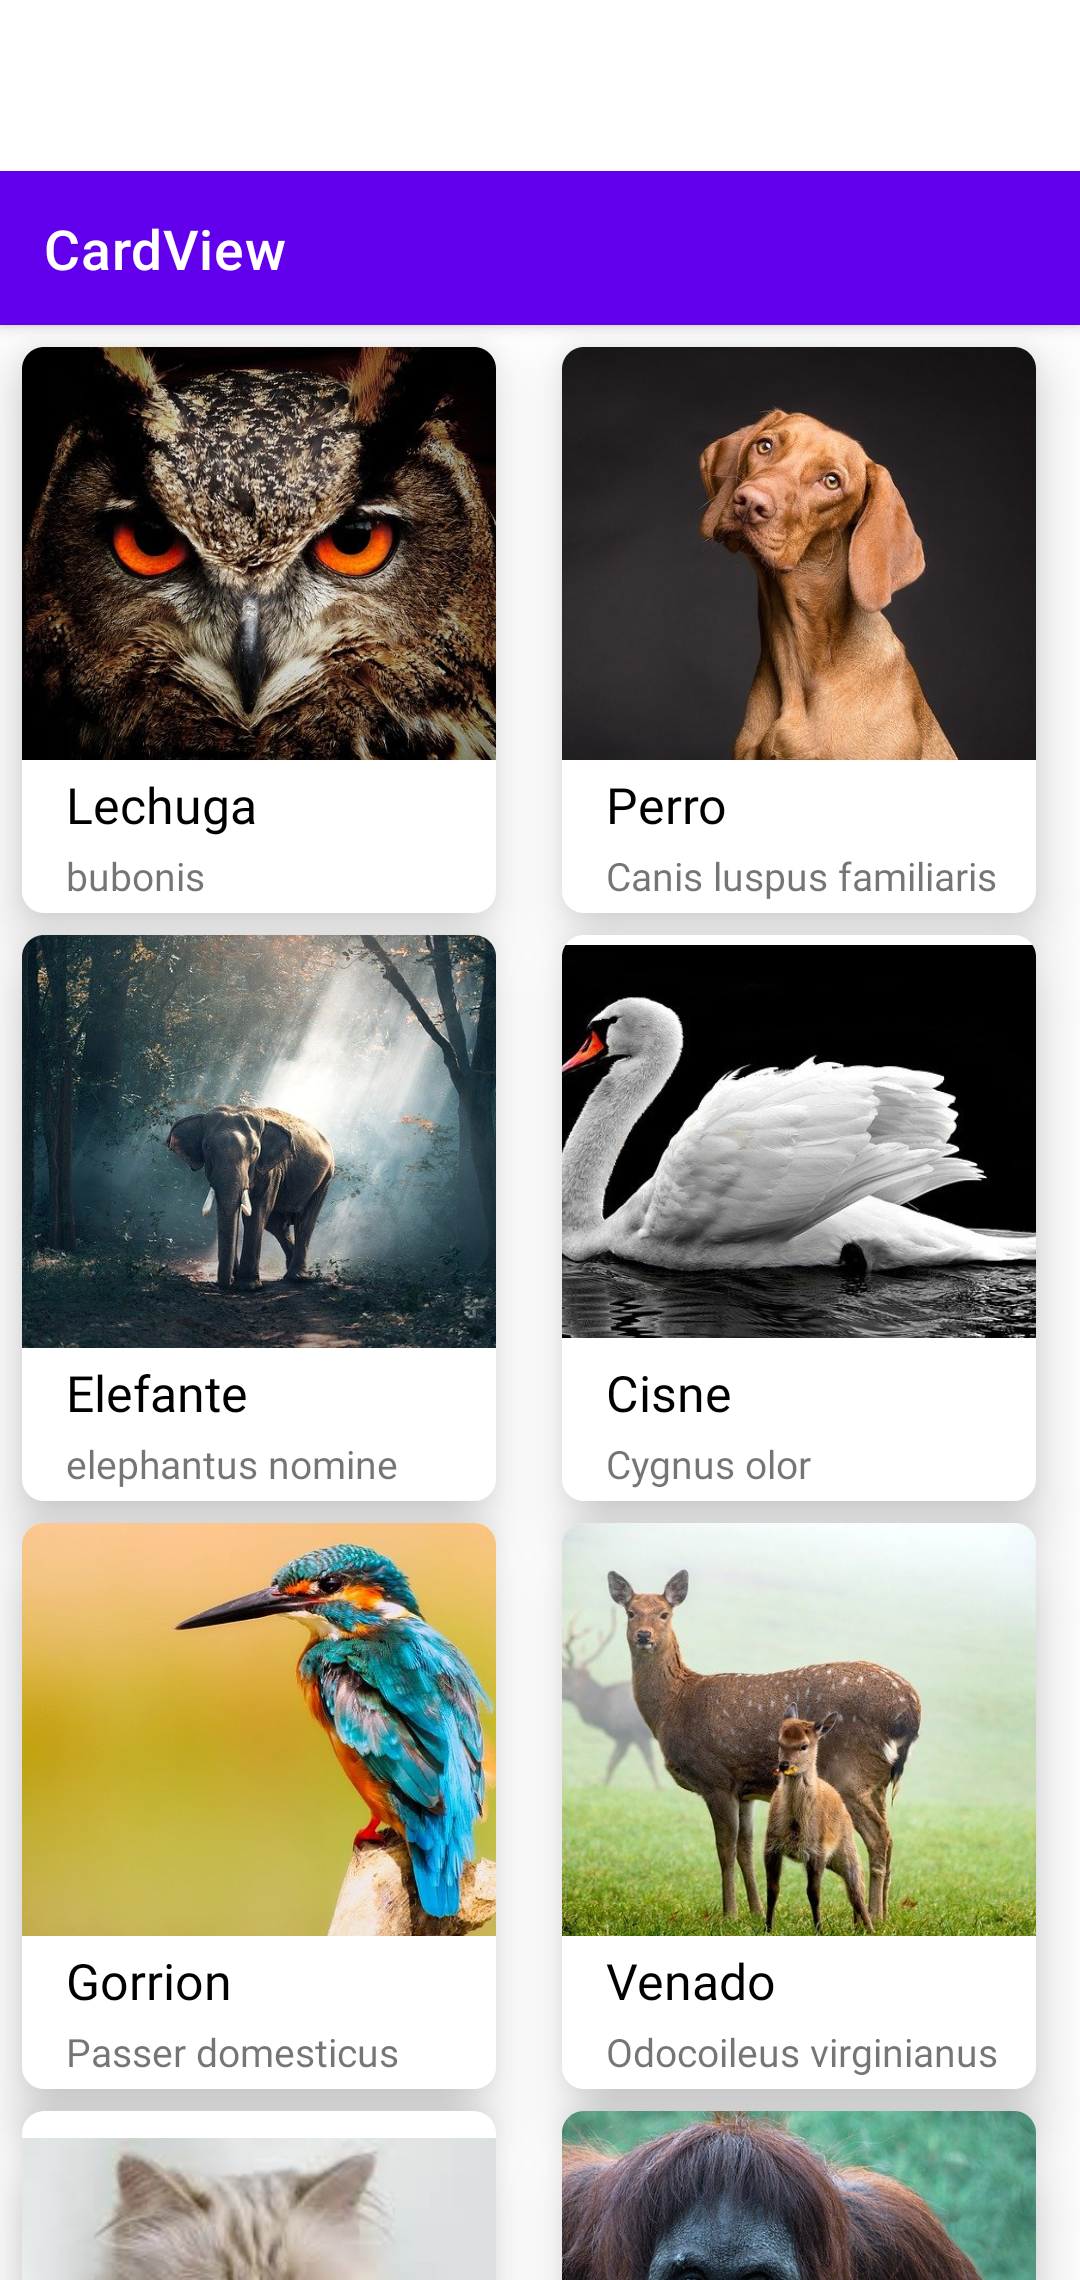 CardView
Lechuga
bubonis
Perro
Canis luspus familiaris
Elefante
elephantus nomine
Cisne
Cygnus olor
Gorrion
Passer domesticus
Venado
Odocoileus virginianus